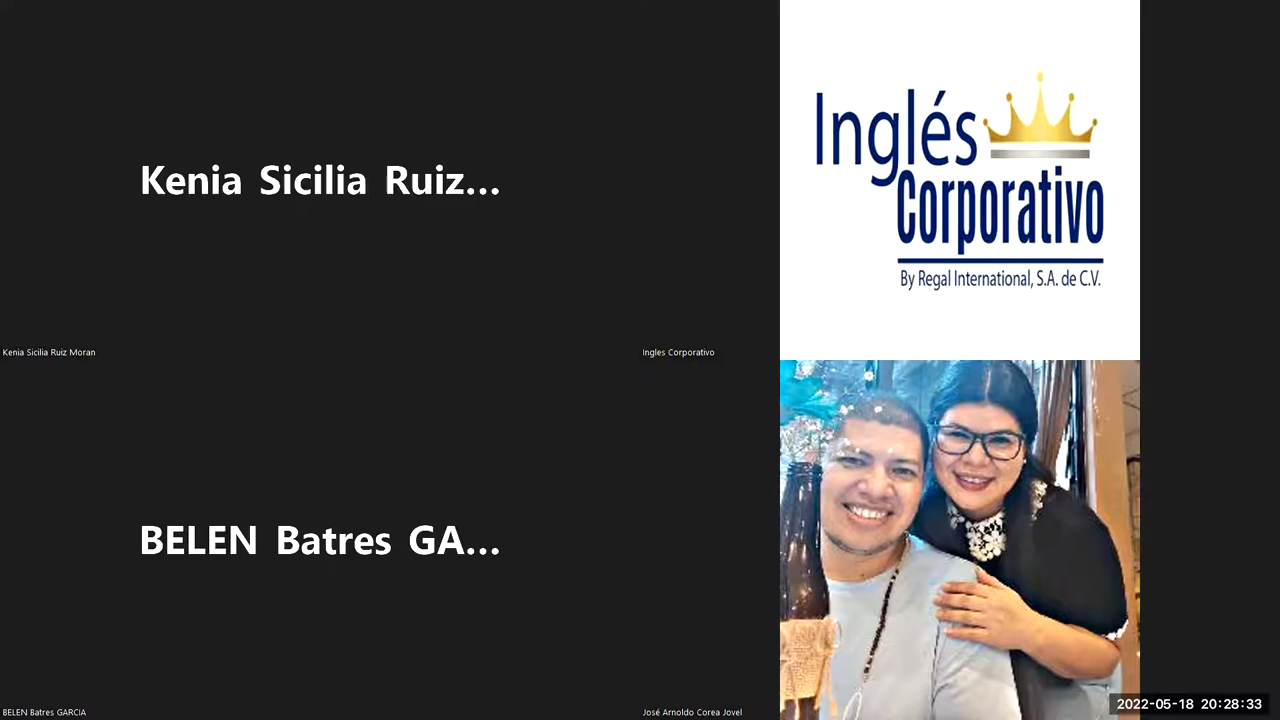 Kenia Sicilia Ruiz...
Kenia Sicilia Ruiz Moran
Inglés
Corporativo
By Regal International, S.A. de C.V.
Ingles Corporativo
BELEN Batres GA...
BELEN Batres GARCIA
José Arnoldo Corea Jovel
2022-05-18 20:28:33